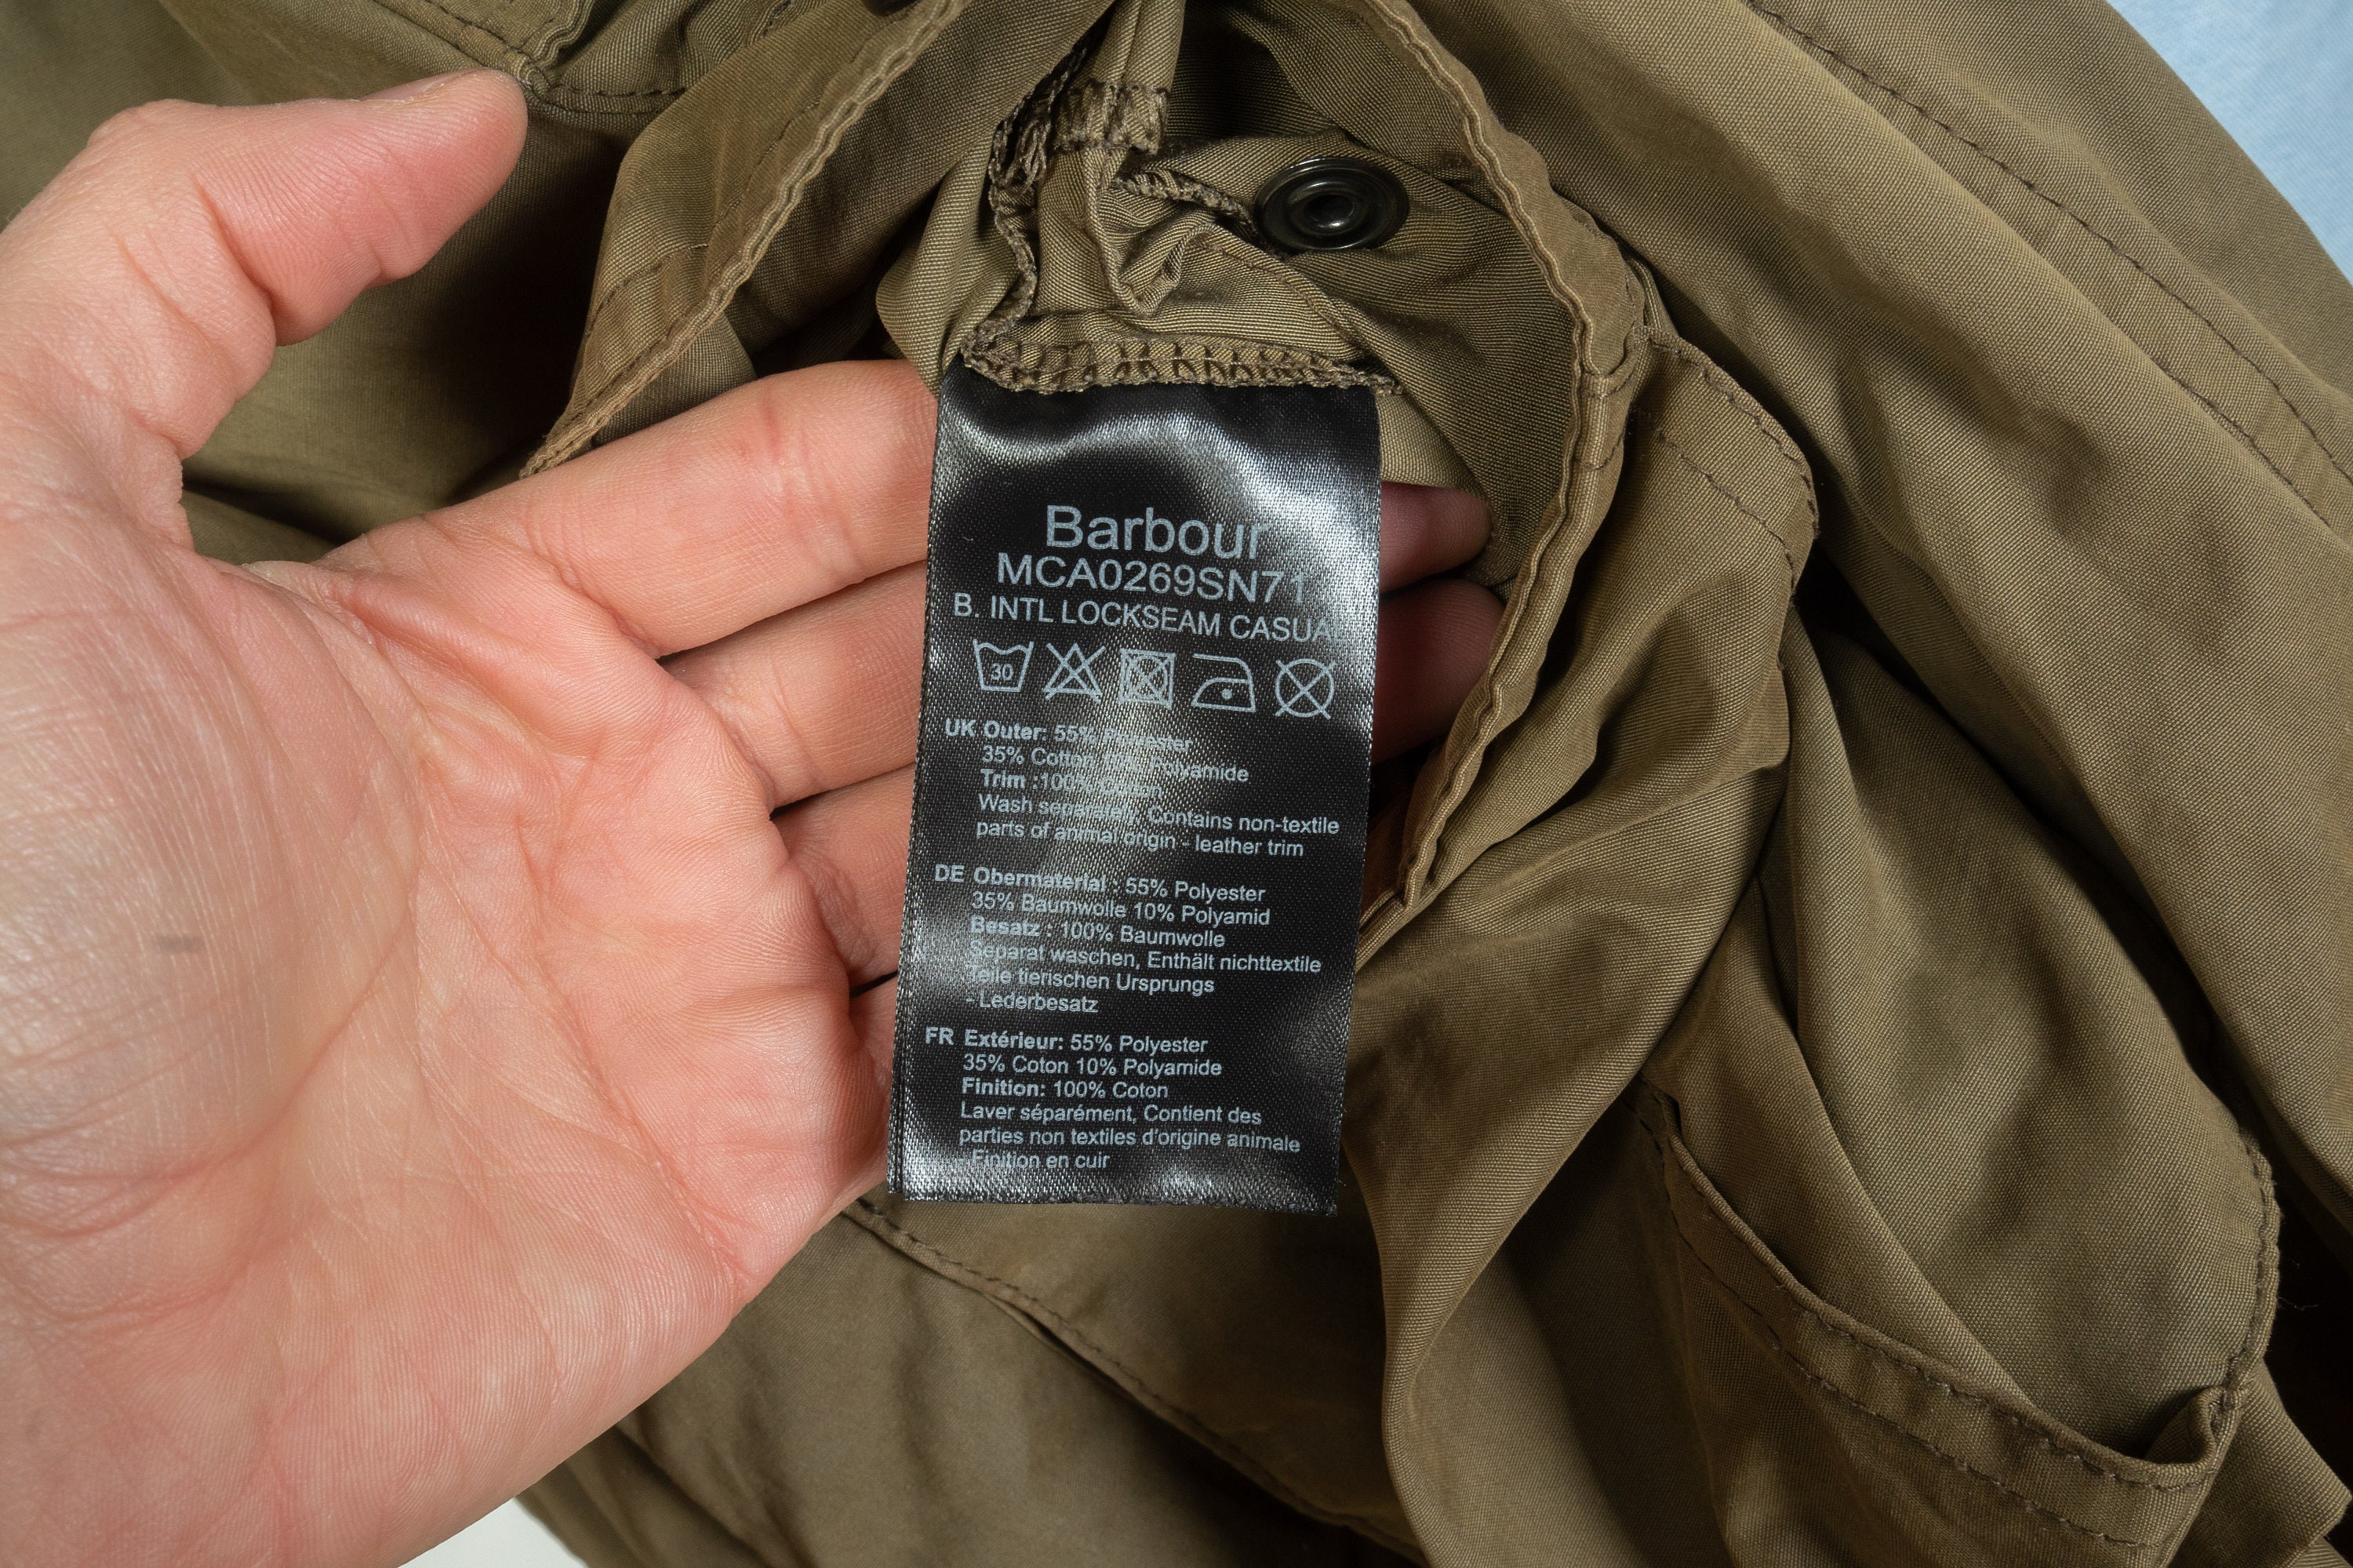 Barbour
MCA0269SN71
B. INTL LOCKSEAM CASUA
30
UK Outer: 55% Polyester
35% Cotton Polyamide
Trim :100% Cotton
Wash separately, Contains non-textile
parts of animal origin - leather trim
DE Obermaterial : 55% Polyester
35% Baumwolle 10% Polyamid
Besatz : 100% Baumwolle
Separat waschen, Enthält nichttextile
Teile tierischen Ursprungs
- Lederbesatz
FR Extérieur: 55% Polyester
35% Coton 10% Polyamide
Finition: 100% Coton
Laver séparément, Contient des
parties non textiles d'origine animale
- Finition en cuir